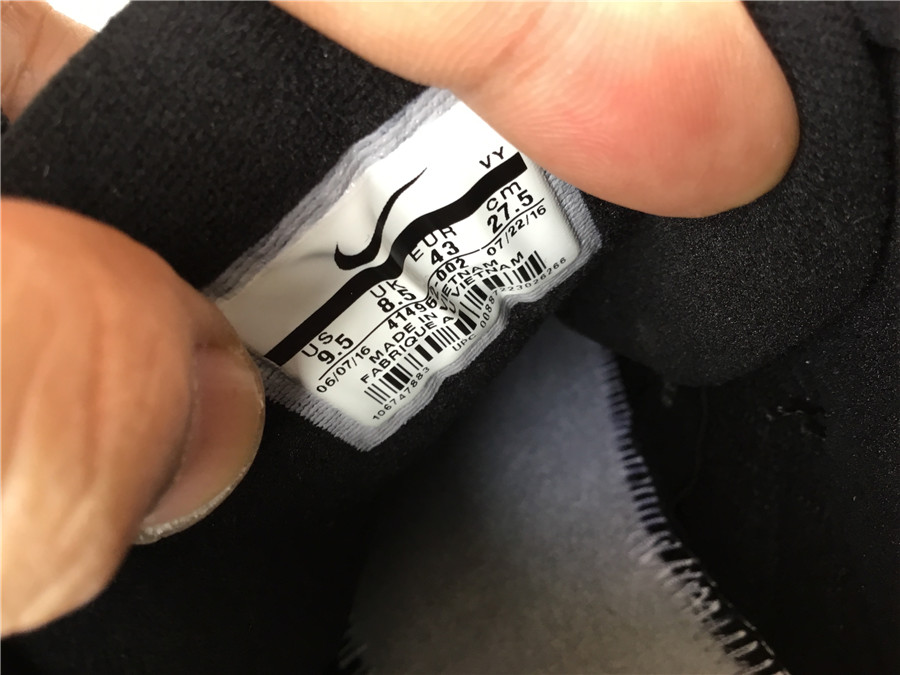 VY
US UK EUR cm
9.5 8.5 43 27.5
06/07/16 07/22/16
-002
MADE IN VIETNAM
FABRIQUE AU VIETNAM
106747883 UPC